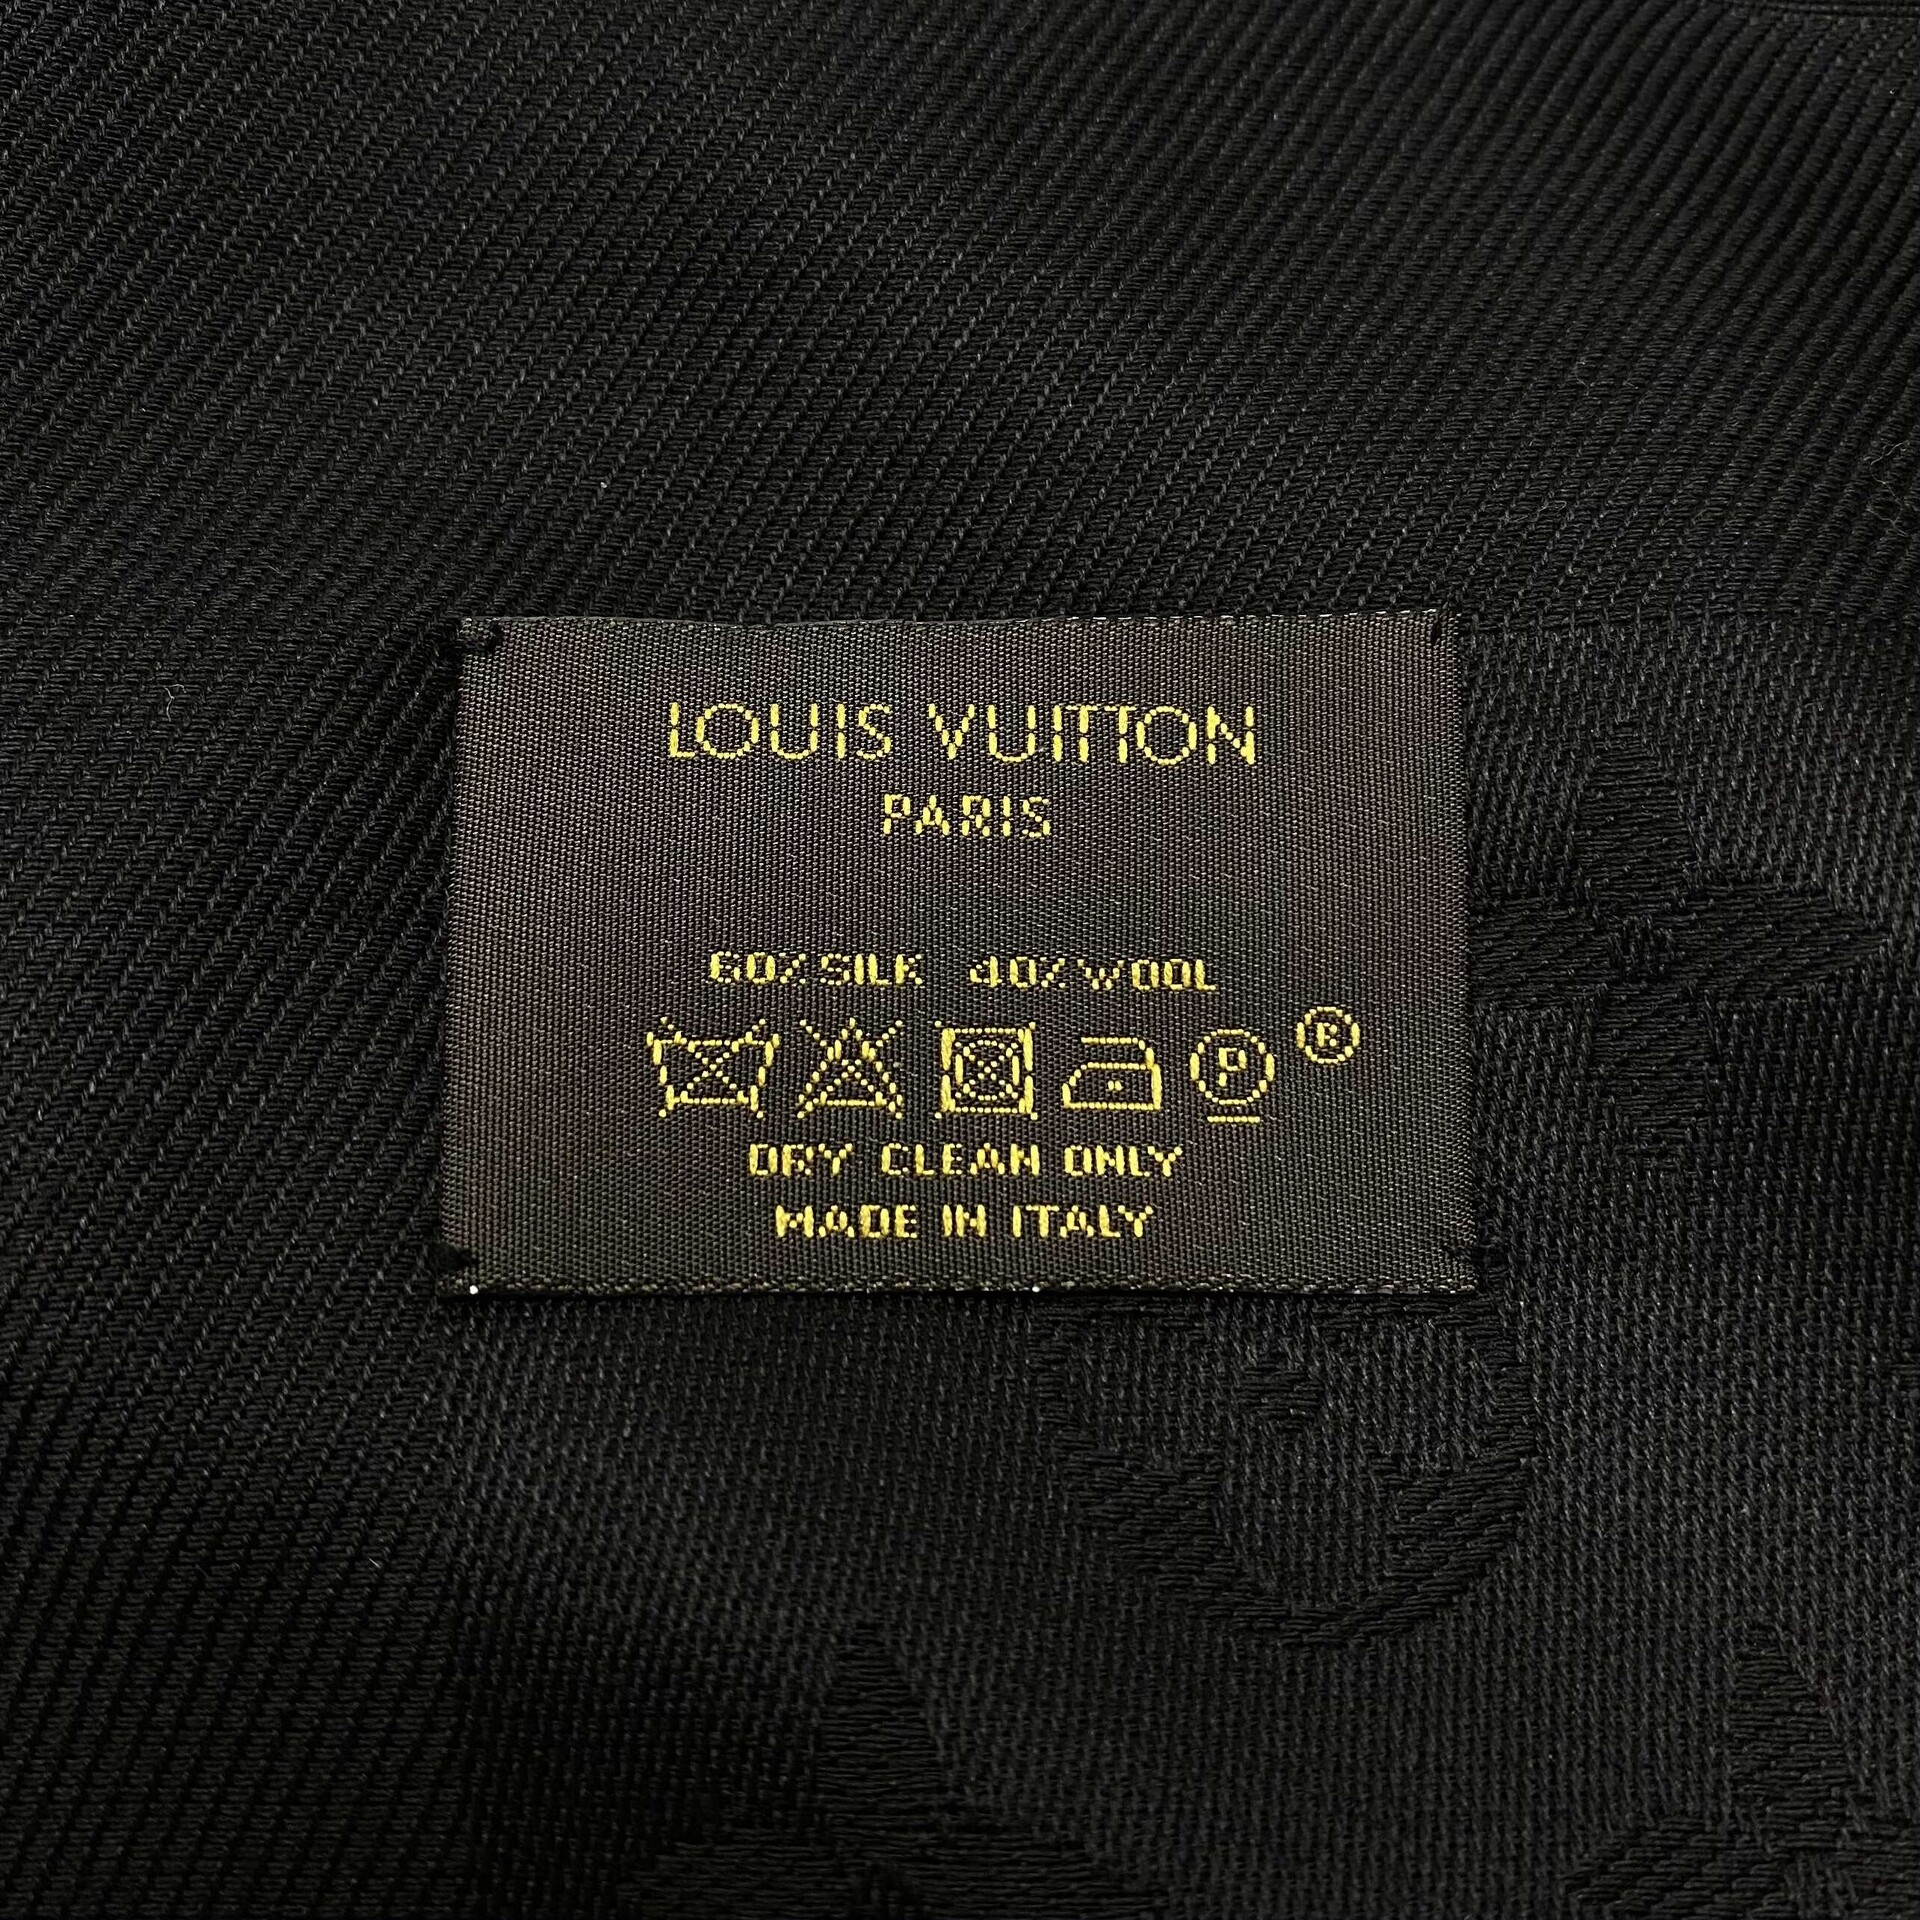 LOUIS VUITTON
PARIS
60% SILK 40% WOOL
P ®
DRY CLEAN ONLY
MADE IN ITALY